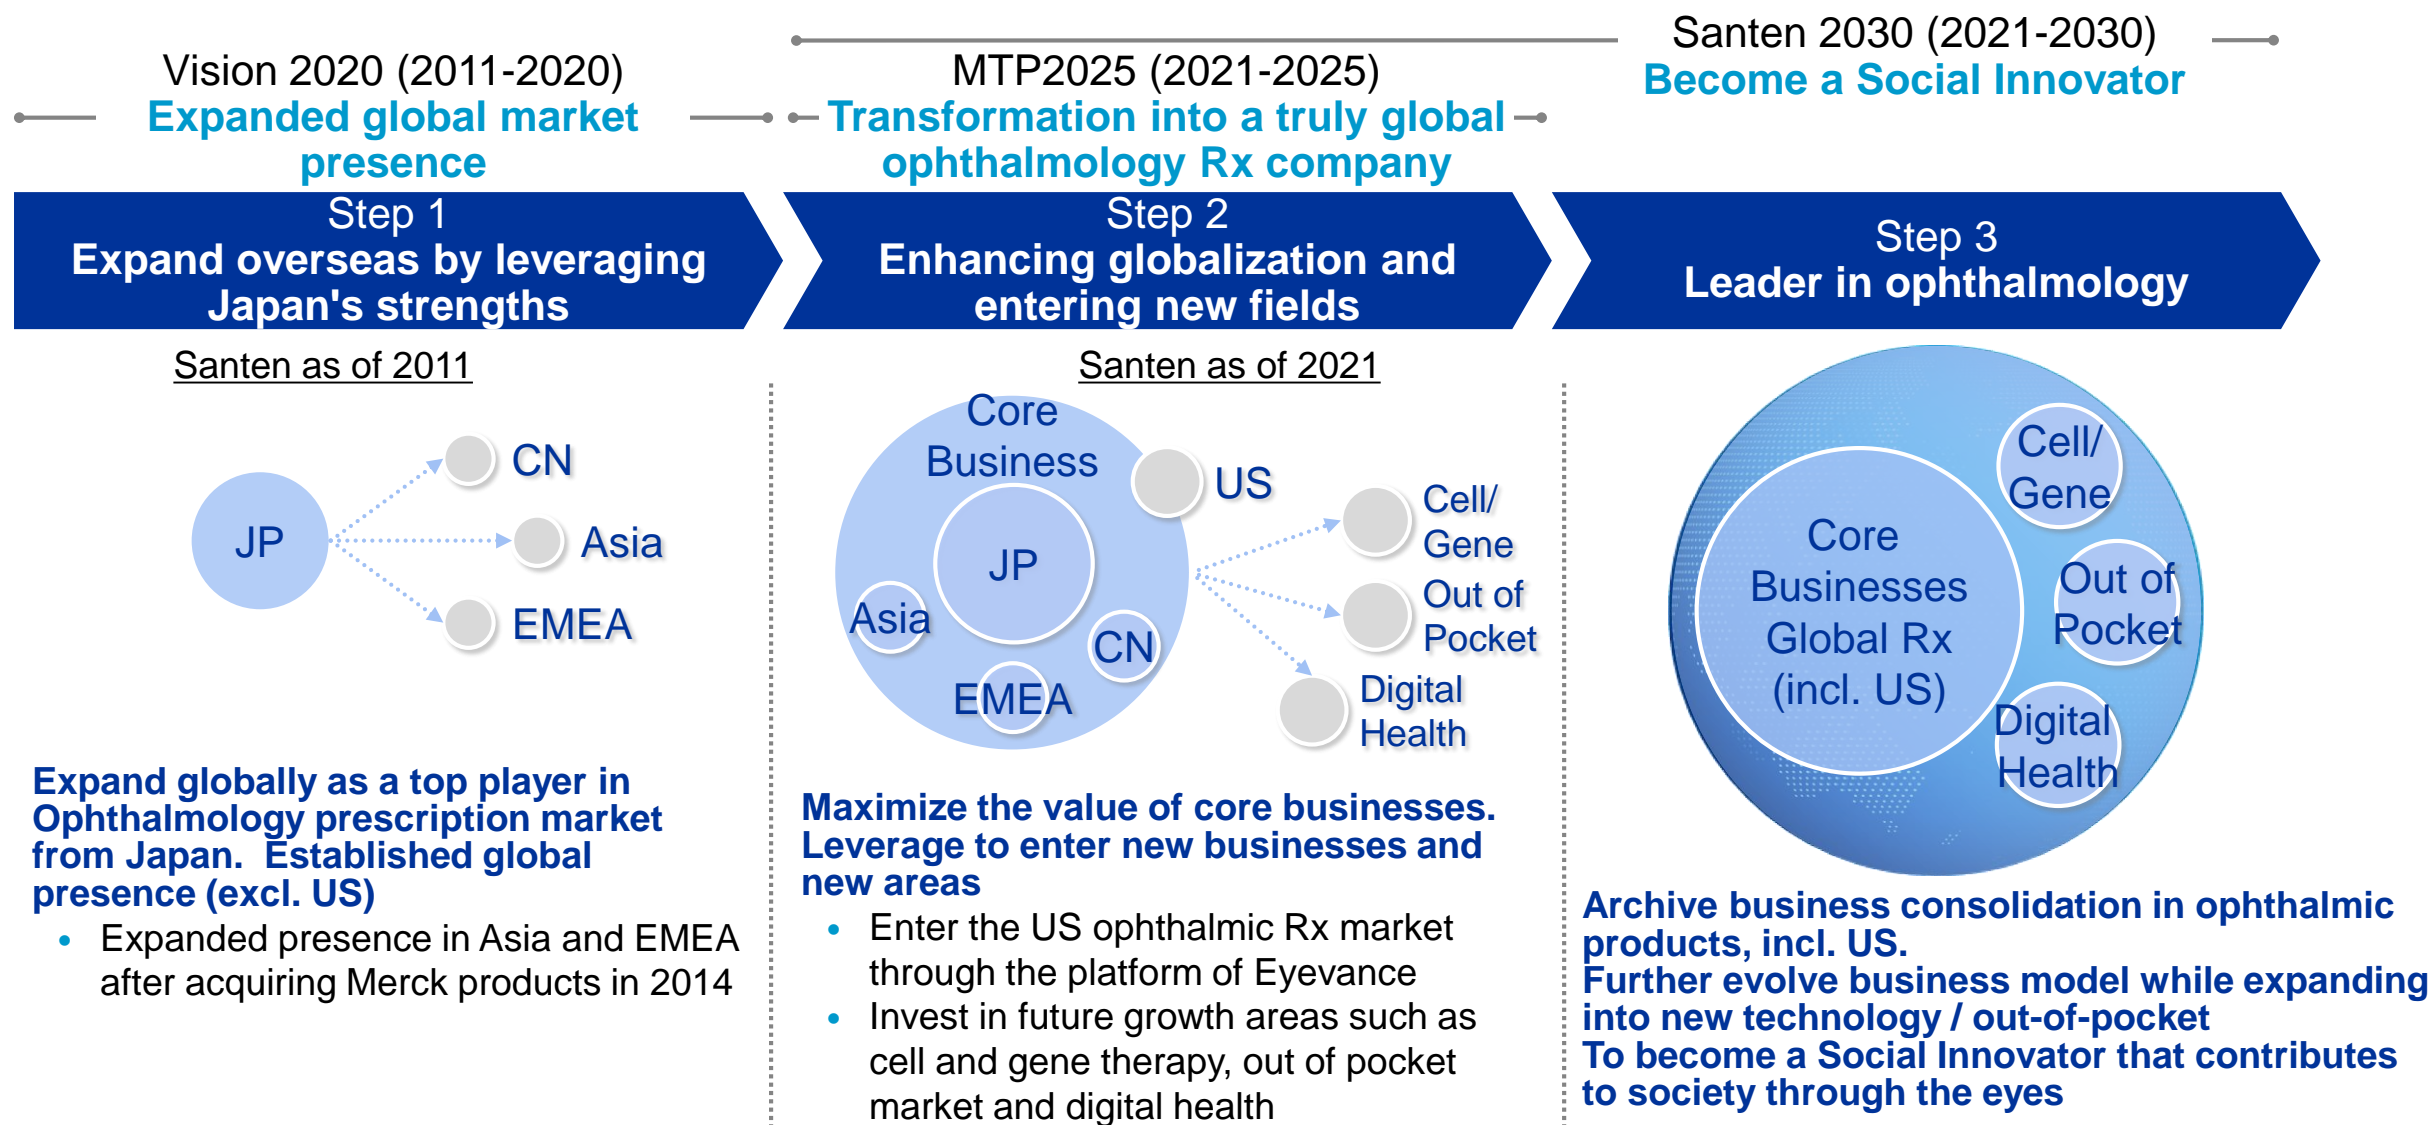 Vision 2020 (2011-2020)
Expanded global market
presence
MTP2025 (2021-2025)
Transformation into a truly global
ophthalmology Rx company
Santen 2030 (2021-2030)
Become a Social Innovator
Step 1
Expand overseas by leveraging
Japan's strengths
Step 2
Enhancing globalization and
entering new fields
Step 3
Leader in ophthalmology
Santen as of 2011
JP
CN
Asia
EMEA
Expand globally as a top player in
Ophthalmology prescription market
from Japan.  Established global
presence (excl. US)
• Expanded presence in Asia and EMEA
after acquiring Merck products in 2014
Santen as of 2021
Core
Business
JP
Asia
EMEA
CN
US
Cell/
Gene
Out of
Pocket
Digital
Health
Maximize the value of core businesses.
Leverage to enter new businesses and
new areas
• Enter the US ophthalmic Rx market
through the platform of Eyevance
• Invest in future growth areas such as
cell and gene therapy, out of pocket
market and digital health
Core
Businesses
Global Rx
(incl. US)
Cell/
Gene
Out of
Pocket
Digital
Health
Archive business consolidation in ophthalmic
products, incl. US.
Further evolve business model while expanding
into new technology / out-of-pocket
To become a Social Innovator that contributes
to society through the eyes